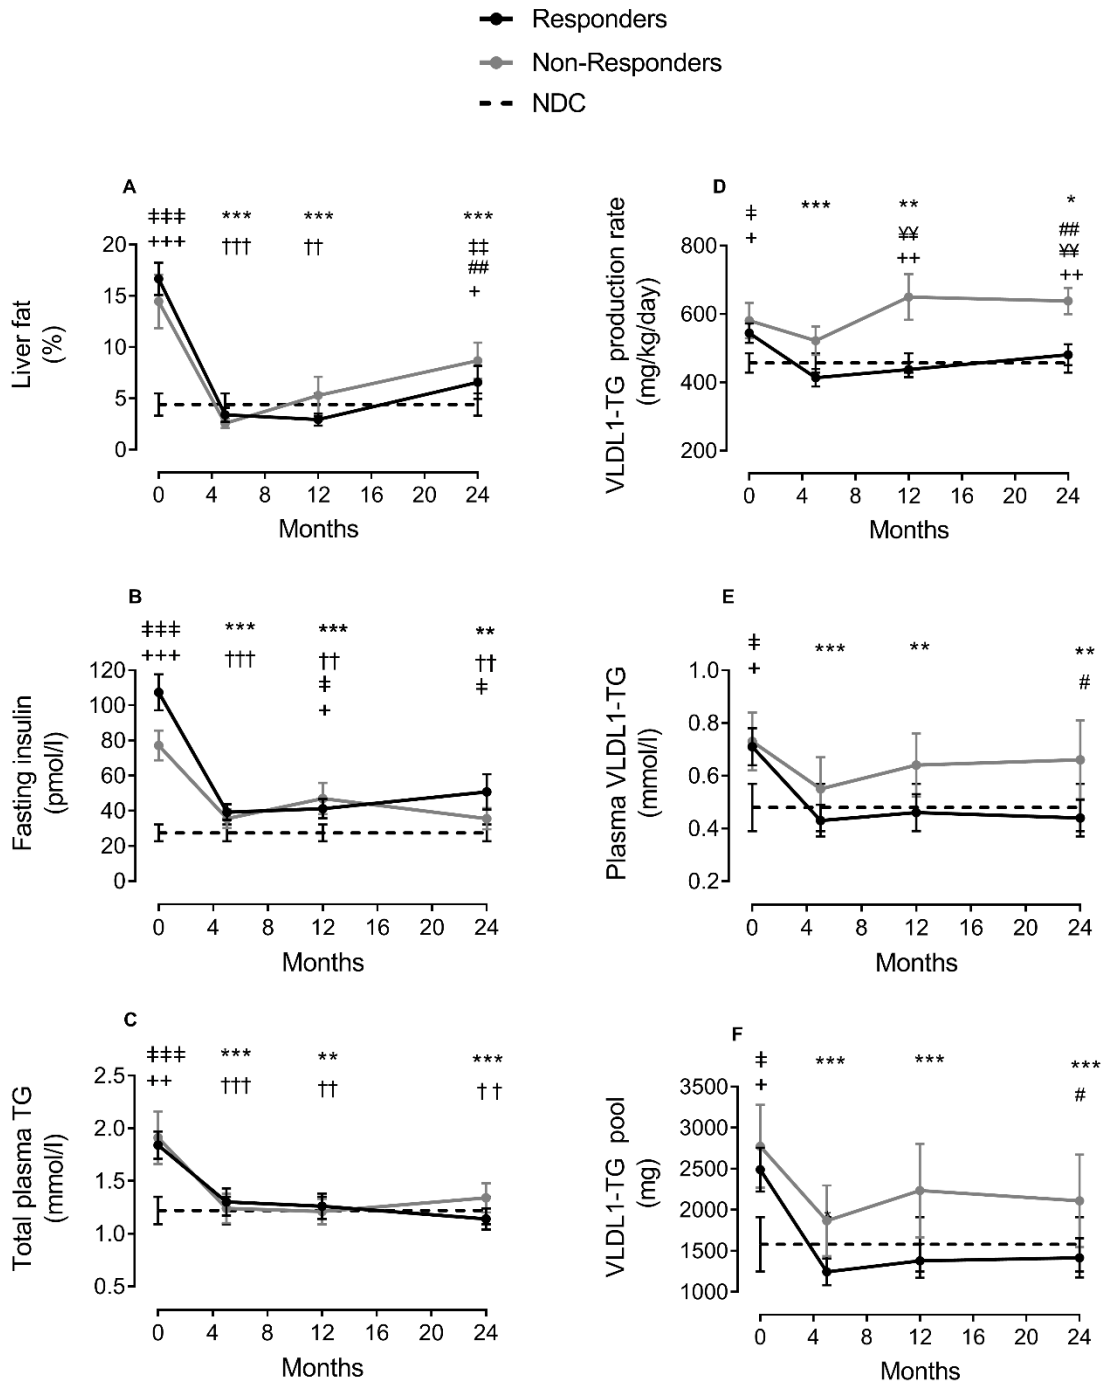 Responders
Non-Responders
NDC
A
‡‡‡ *** *** ***
+++ ††† †† ‡‡
##
+
20
15
10
5
0
Liver fat
(%)
0 4 8 12 16 20 24
Months
D
‡ *** ** *
+ ¥¥ ##
++ ¥¥
++
800
600
400
200
VLDL1-TG production rate
(mg/kg/day)
0 4 8 12 16 20 24
Months
B
‡‡‡ *** *** **
+++ ††† †† ††
‡ ‡
+
120
100
80
60
40
20
0
Fasting insulin
(pmol/l)
0 4 8 12 16 20 24
Months
E
‡ *** ** **
+ #
1.0
0.8
0.6
0.4
0.2
Plasma VLDL1-TG
(mmol/l)
0 4 8 12 16 20 24
Months
C
‡‡‡ *** ** ***
++ ††† †† † †
2.5
2.0
1.5
1.0
0.5
Total plasma TG
(mmol/l)
0 4 8 12 16 20 24
Months
F
‡ *** *** ***
+ #
3500
3000
2500
2000
1500
1000
VLDL1-TG pool
(mg)
0 4 8 12 16 20 24
Months